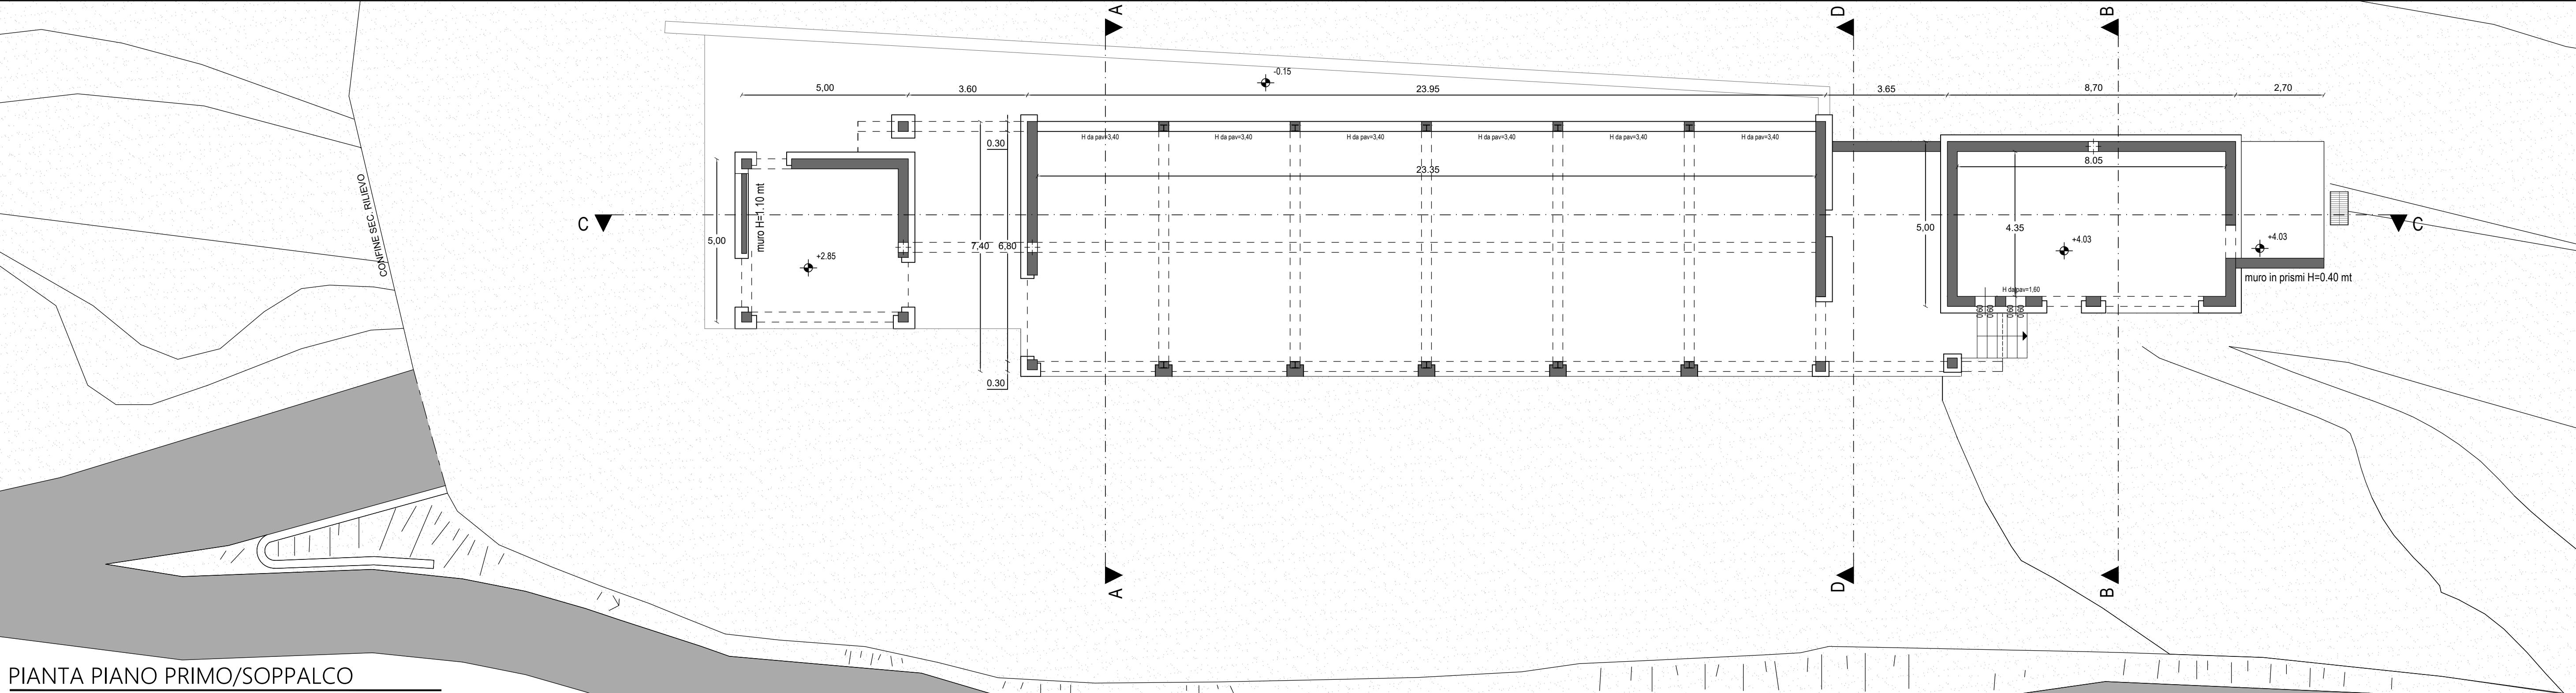 A
D
B
-0.15
5,00
3.60
23.95
3.65
8,70
2,70
H da pav=3,40
H da pav=3,40
H da pav=3,40
H da pav=3,40
H da pav=3,40
H da pav=3,40
0.30
8.05
23.35
CONFINE SEC. RILIEVO
muro H=1.10 mt
C
C
5,00
7,40
6,80
5,00
4.35
+4.03
+4.03
+2.85
muro in prismi H=0.40 mt
H da pav=1,60
0.30
A
D
B
PIANTA PIANO PRIMO/SOPPALCO